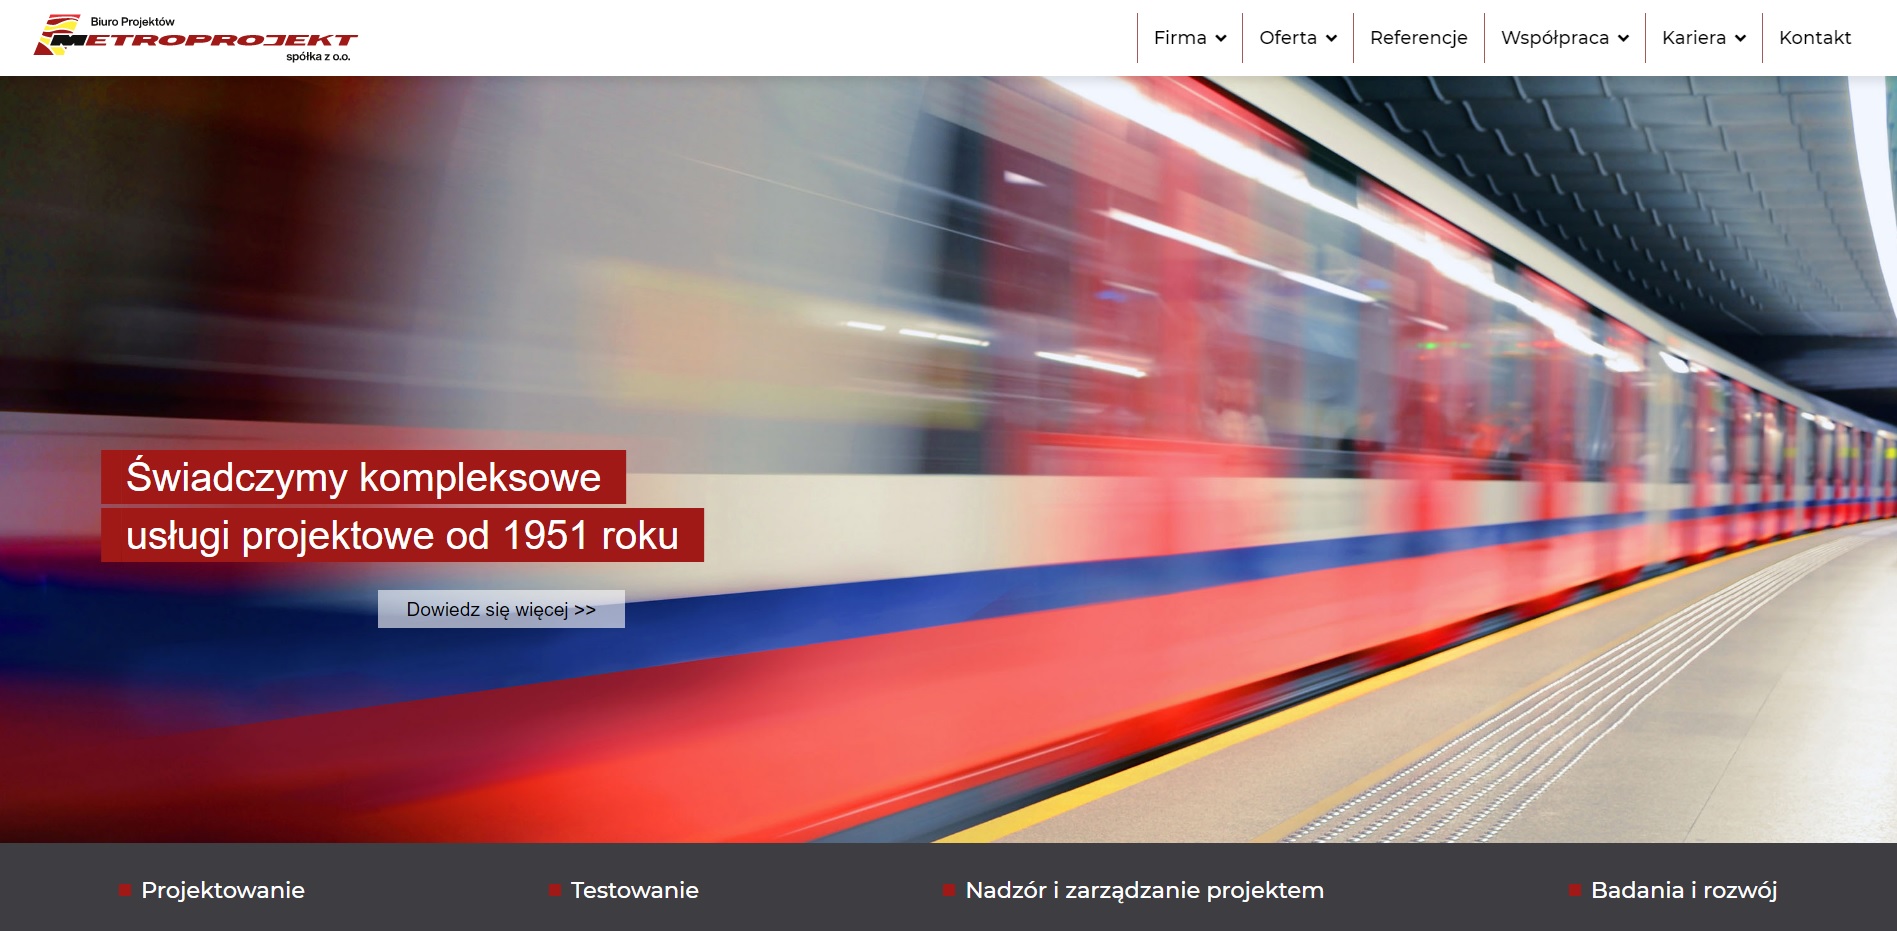 Biuro Projektów
METROPROJEKT
spółka z o.o.
Firma
Oferta
Referencje
Współpraca
Kariera
Kontakt
Świadczymy kompleksowe
usługi projektowe od 1951 roku
Dowiedz się więcej >>
Projektowanie
Testowanie
Nadzór i zarządzanie projektem
Badania i rozwój